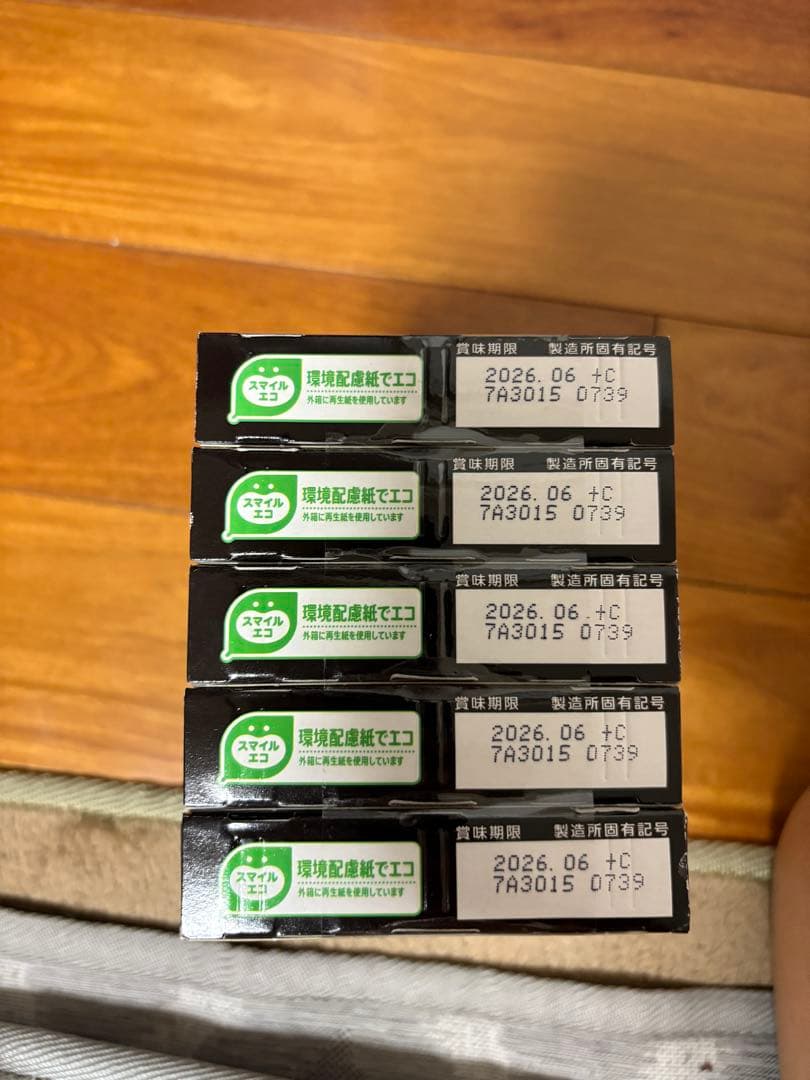 スマイル
エコ
環境配慮紙でエコ
外箱に再生紙を使用しています
賞味期限 製造所固有記号
2026. 06 +C
7A3015 0739
スマイル
エコ
環境配慮紙でエコ
外箱に再生紙を使用しています
賞味期限 製造所固有記号
2026. 06 +C
7A3015 0739
スマイル
エコ
環境配慮紙でエコ
外箱に再生紙を使用しています
賞味期限 製造所固有記号
2026. 06 +C
7A3015 0739
スマイル
エコ
環境配慮紙でエコ
外箱に再生紙を使用しています
賞味期限 製造所固有記号
2026. 06 +C
7A3015 0739
スマイル
エコ
環境配慮紙でエコ
外箱に再生紙を使用しています
賞味期限 製造所固有記号
2026. 06 +C
7A3015 0739